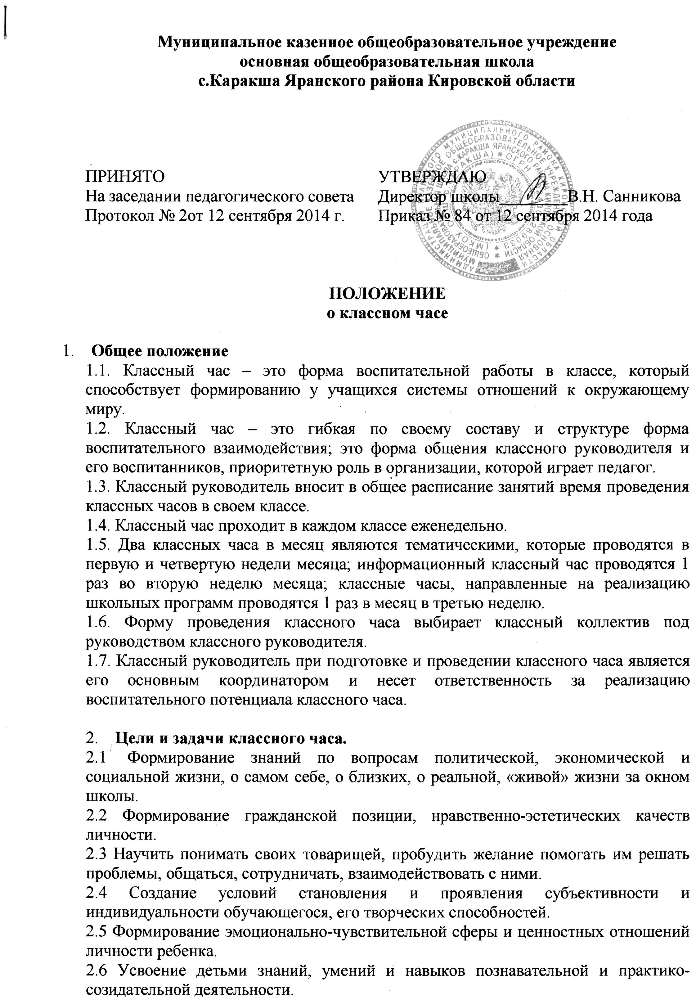 Муниципальное казенное общеобразовательное учреждение
основная общеобразовательная школа
с.Каракша Яранского района Кировской области
ПРИНЯТО
На заседании педагогического совета
Протокол № 2от 12 сентября 2014 г.
УТВЕРЖДАЮ
Директор школы________В.Н. Санникова
Приказ № 84 от 12 сентября 2014 года
ПОЛОЖЕНИЕ
о классном часе
1. Общее положение
1.1. Классный час – это форма воспитательной работы в классе, который
способствует формированию у учащихся системы отношений к окружающему
миру.
1.2. Классный час – это гибкая по своему составу и структуре форма
воспитательного взаимодействия; это форма общения классного руководителя и
его воспитанников, приоритетную роль в организации, которой играет педагог.
1.3. Классный руководитель вносит в общее расписание занятий время проведения
классных часов в своем классе.
1.4. Классный час проходит в каждом классе еженедельно.
1.5. Два классных часа в месяц являются тематическими, которые проводятся в
первую и четвертую недели месяца; информационный классный час проводятся 1
раз во вторую неделю месяца; классные часы, направленные на реализацию
школьных программ проводятся 1 раз в месяц в третью неделю.
1.6. Форму проведения классного часа выбирает классный коллектив под
руководством классного руководителя.
1.7. Классный руководитель при подготовке и проведении классного часа является
его основным координатором и несет ответственность за реализацию
воспитательного потенциала классного часа.
2. Цели и задачи классного часа.
2.1 Формирование знаний по вопросам политической, экономической и
социальной жизни, о самом себе, о близких, о реальной, «живой» жизни за окном
школы.
2.2 Формирование гражданской позиции, нравственно-эстетических качеств
личности.
2.3 Научить понимать своих товарищей, пробудить желание помогать им решать
проблемы, общаться, сотрудничать, взаимодействовать с ними.
2.4 Создание условий становления и проявления субъективности и
индивидуальности обучающегося, его творческих способностей.
2.5 Формирование эмоционально-чувствительной сферы и ценностных отношений
личности ребенка.
2.6 Усвоение детьми знаний, умений и навыков познавательной и практико-
созидательной деятельности.